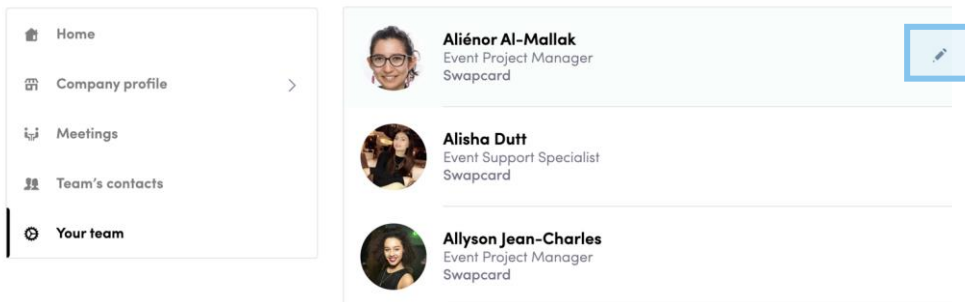 Home
Company profile
Meetings
Team's contacts
Your team
Aliénor Al-Mallak
Event Project Manager
Swapcard
Alisha Dutt
Event Support Specialist
Swapcard
Allyson Jean-Charles
Event Project Manager
Swapcard